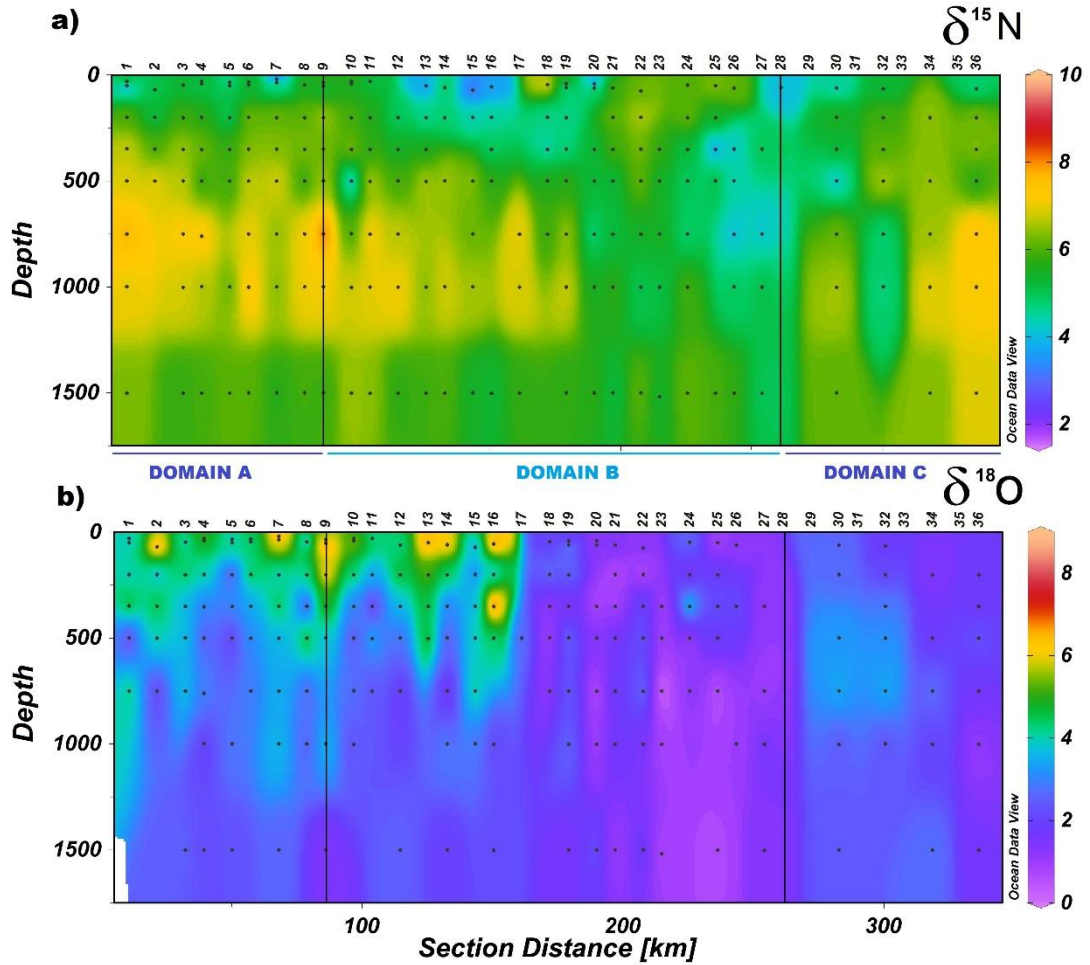 a)
δ15N
1 2 3 4 5 6 7 8 9 10 11 12 13 14 15 16 17 18 19 20 21 22 23 24 25 26 27 28 29 30 31 32 33 34 35 36
0
500
1000
1500
Depth
10
8
6
4
2
Ocean Data View
DOMAIN A DOMAIN B DOMAIN C
b)
δ18O
1 2 3 4 5 6 7 8 9 10 11 12 13 14 15 16 17 18 19 20 21 22 23 24 25 26 28 29 30 31 32 33 34 35 36
0
500
1000
1500
Depth
8
6
4
2
0
Ocean Data View
100 200 300
Section Distance [km]